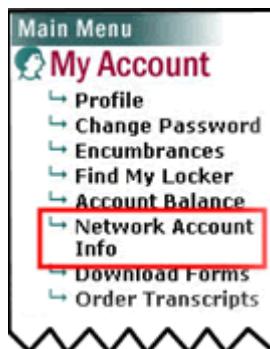 Main Menu
My Account
Profile
Change Password
Encumbrances
Find My Locker
Account Balance
Network Account
Info
Download Forms
Order Transcripts